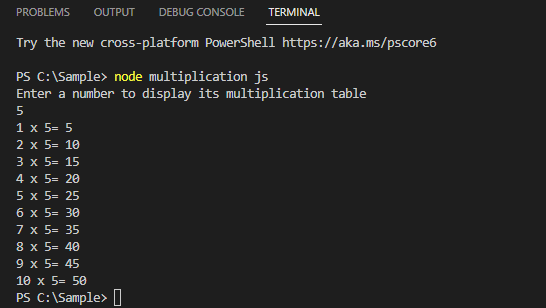 PROBLEMS OUTPUT DEBUG CONSOLE TERMINAL
Try the new cross-platform PowerShell https://aka.ms/pscore6
PS C:\Sample> node multiplication js
Enter a number to display its multiplication table
5
1 x 5= 5
2 x 5= 10
3 x 5= 15
4 x 5= 20
5 x 5= 25
6 x 5= 30
7 x 5= 35
8 x 5= 40
9 x 5= 45
10 x 5= 50
PS C:\Sample>